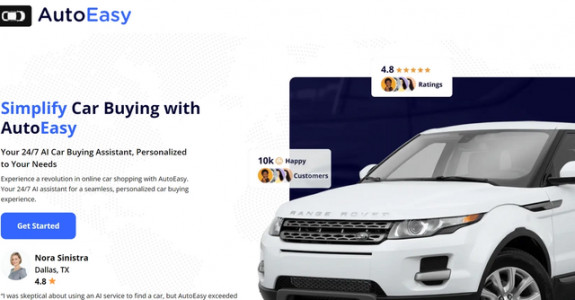 AutoEasy
4.8
Ratings
Simplify Car Buying with
AutoEasy
Your 24/7 AI Car Buying Assistant, Personalized
to Your Needs
Experience a revolution in online car shopping with AutoEasy.
Your 24/7 AI assistant for a seamless, personalized car buying
experience.
10k Happy
Customers
Get Started
RANGE ROVER
Nora Sinistra
Dallas, TX
4.8
"I was skeptical about using an AI service to find a car, but AutoEasy exceeded